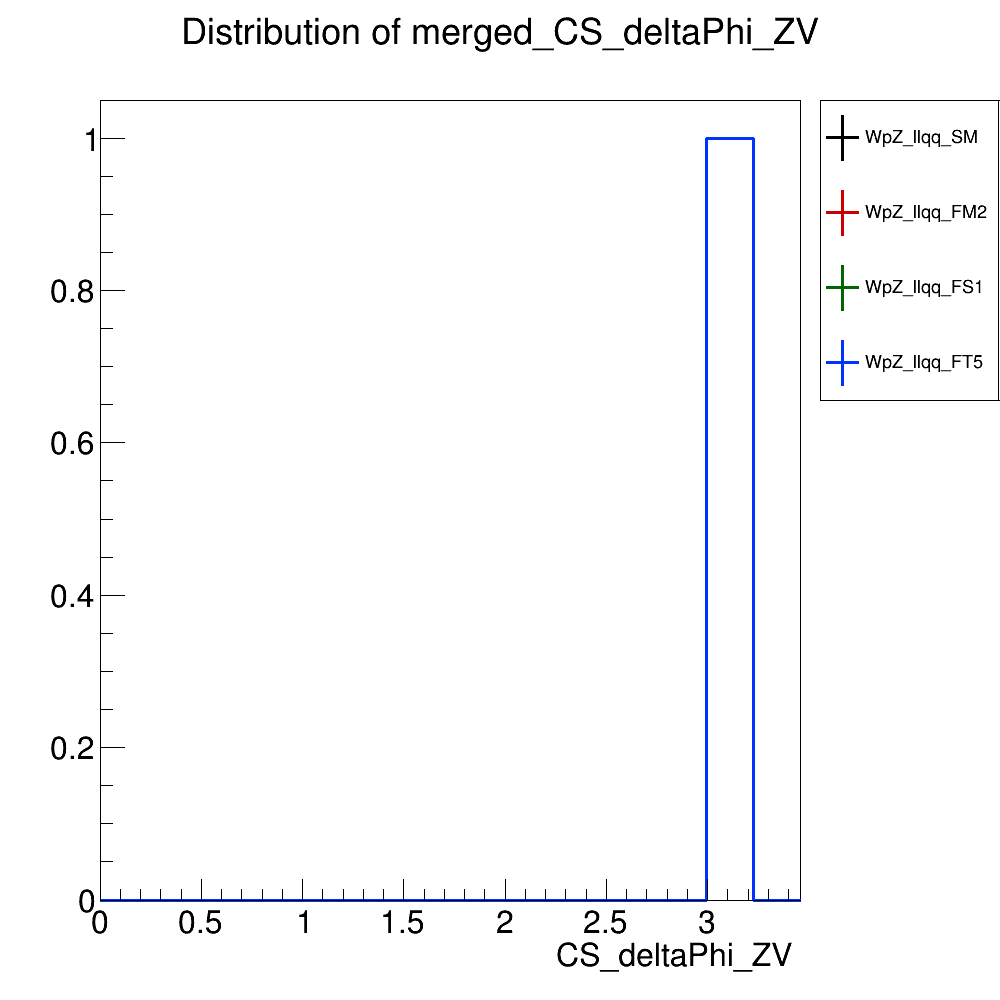 Distribution of merged_CS_deltaPhi_ZV
1
0.8
0.6
0.4
0.2
0
0 0.5 1 1.5 2 2.5 3
CS_deltaPhi_ZV
WpZ_llqq_SM
WpZ_llqq_FM2
WpZ_llqq_FS1
WpZ_llqq_FT5